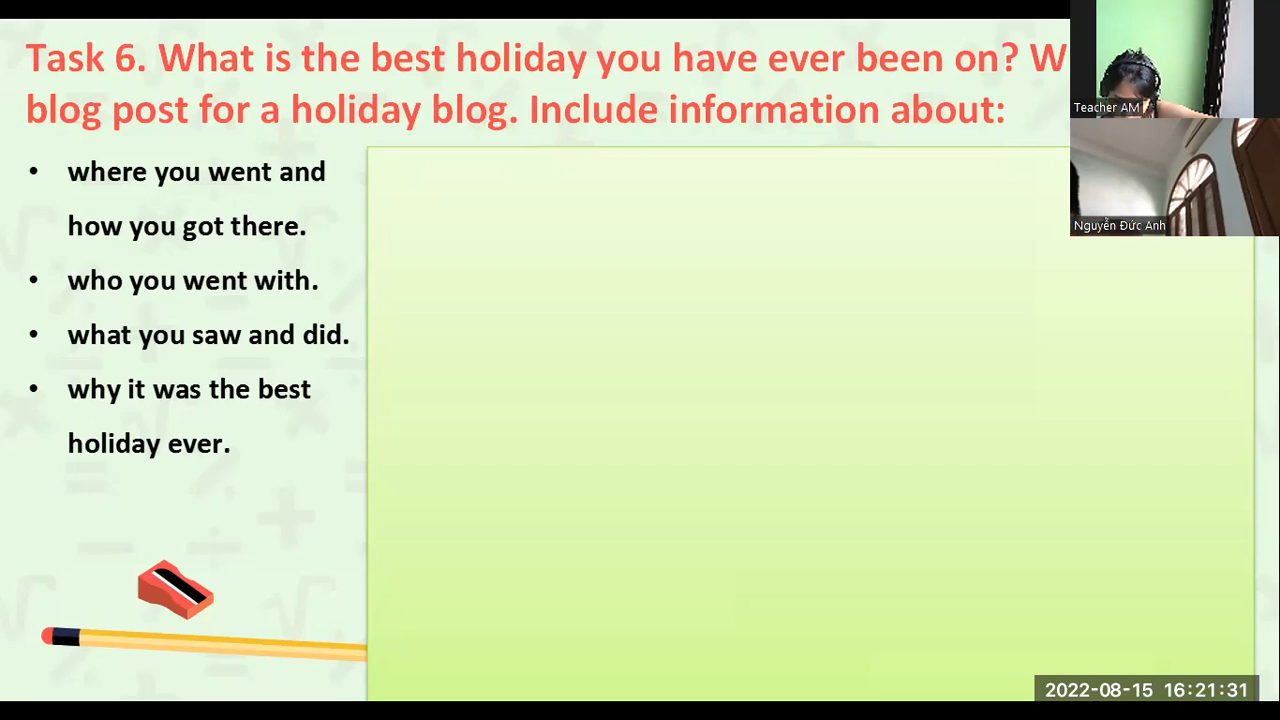 Task 6. What is the best holiday you have ever been on? W
blog post for a holiday blog. Include information about:
• where you went and
how you got there.
• who you went with.
• what you saw and did.
• why it was the best
holiday ever.
Teacher AM
Nguyễn Đức Anh
2022-08-15 16:21:31